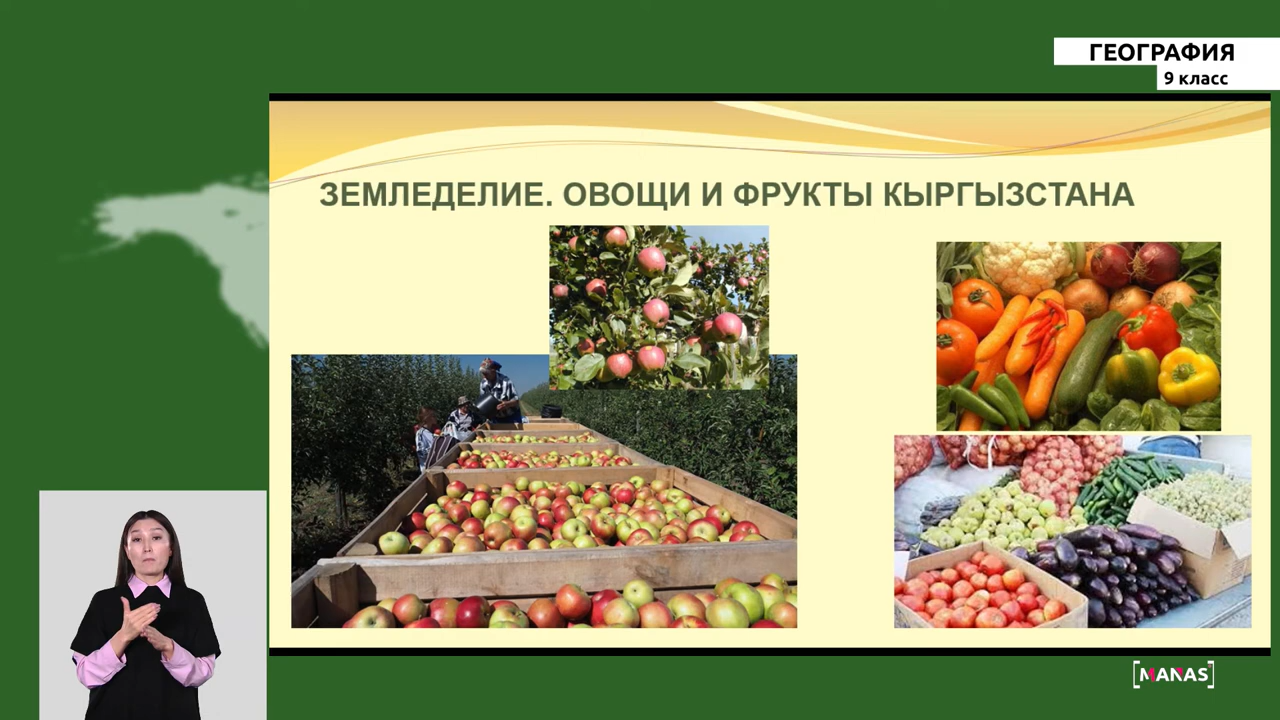 ГЕОГРАФИЯ
9 класс
ЗЕМЛЕДЕЛИЕ. ОВОЩИ И ФРУКТЫ КЫРГЫЗСТАНА
[MANAS]